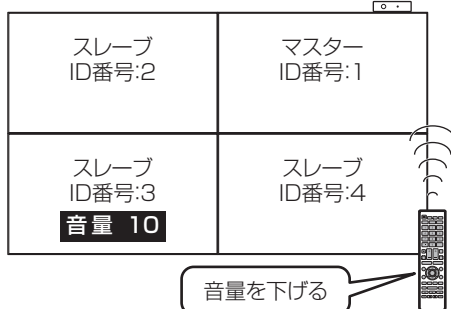 スレーブ
ID番号:2
マスター
ID番号:1
スレーブ
ID番号:3
音量 10
スレーブ
ID番号:4
音量を下げる